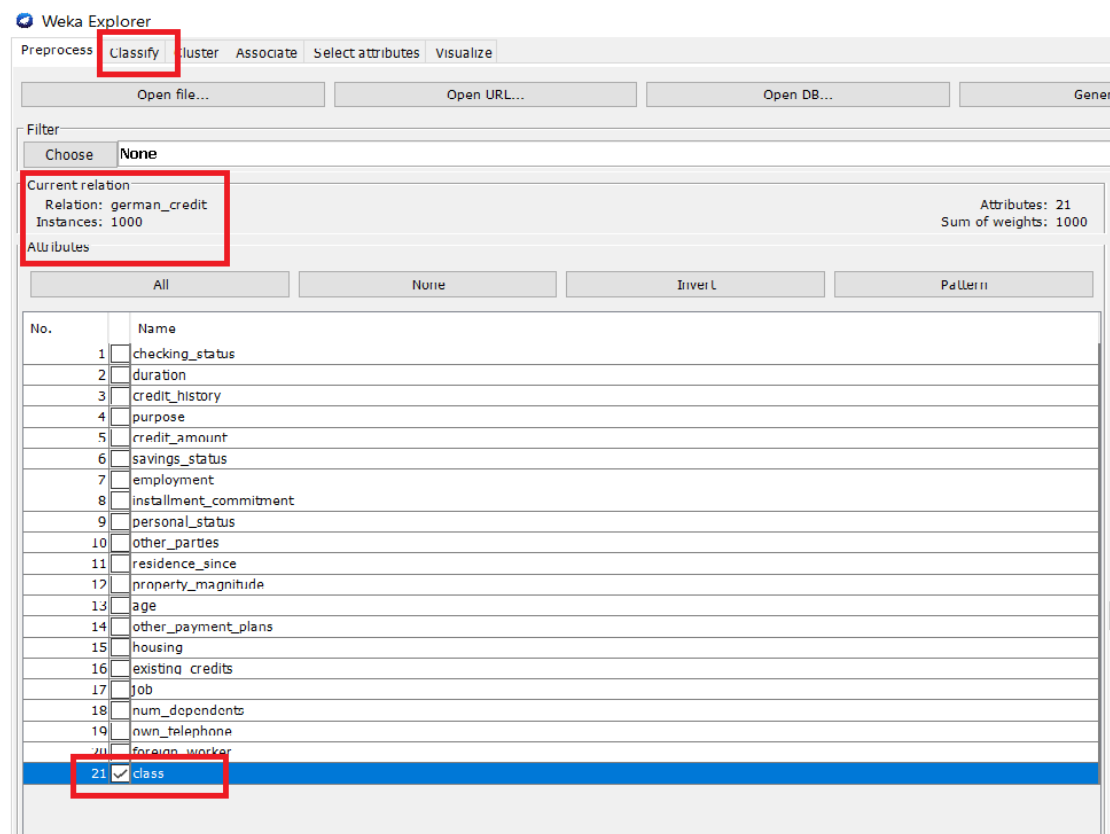 Weka Explorer
Preprocess Classify Cluster Associate Select attributes Visualize
Open file... Open URL... Open DB... Gener
Filter
Choose None
Current relation
Relation: german_credit Attributes: 21
Instances: 1000 Sum of weights: 1000
Attributes
All None Invert Pattern
No. Name
1 checking_status
2 duration
3 credit_history
4 purpose
5 credit_amount
6 savings_status
7 employment
8 installment_commitment
9 personal_status
10 other_parties
11 residence_since
12 property_magnitude
13 age
14 other_payment_plans
15 housing
16 existing_credits
17 job
18 num_dependents
19 own_telephone
20 foreign_worker
21 class